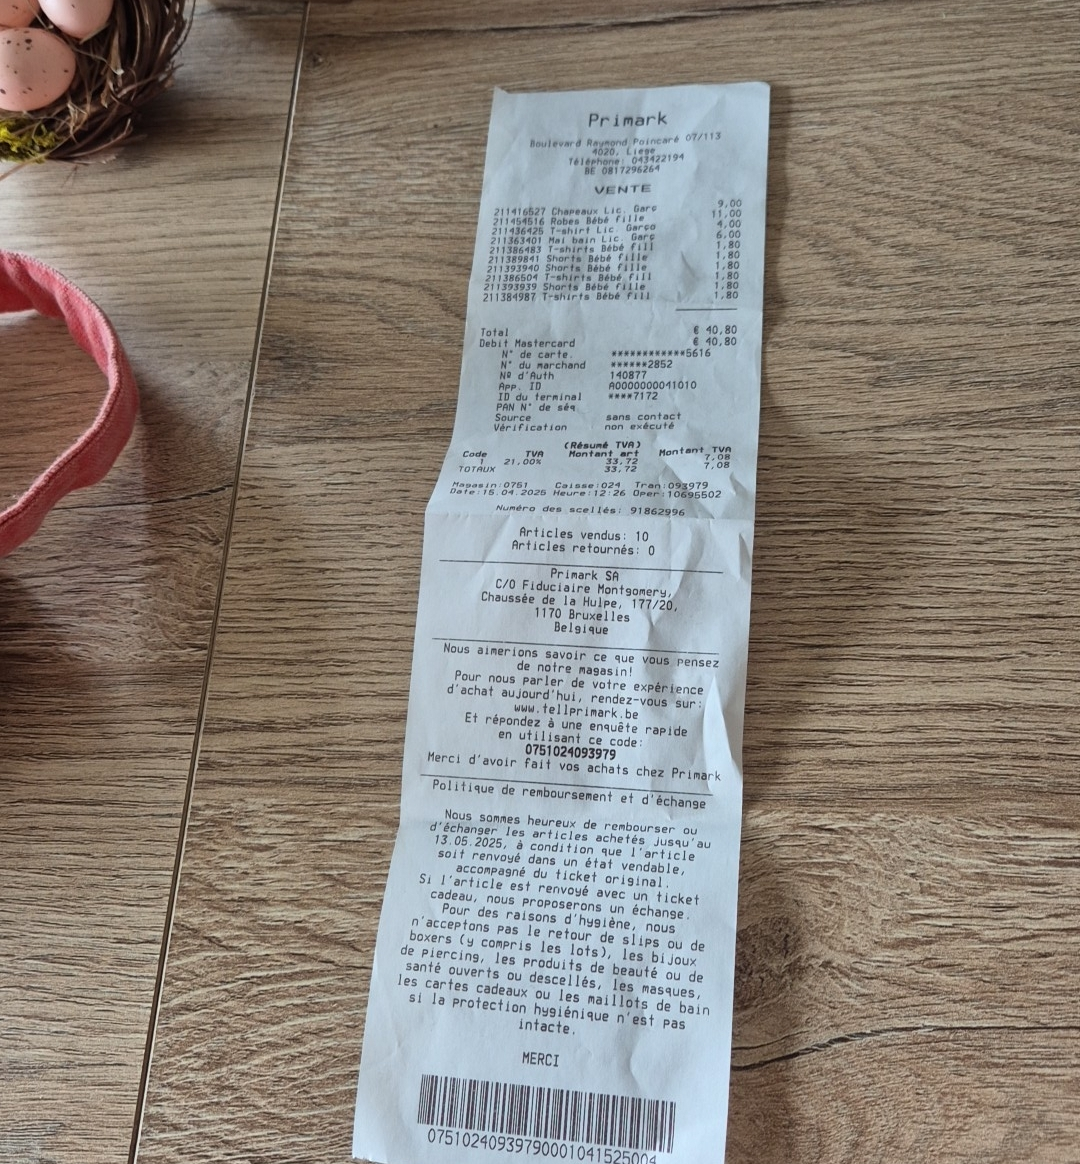 Primark
Boulevard Raymond Poincaré 07/113
4020, Liege
Téléphone: 043422194
BE 0817296264
VENTE
211416527 Chapeaux Lic. Garç 9,00
211454516 Robes Bébé fille 11,00
211436425 T-shirt Lic. Garço 4,00
211363401 Mai bain Lic. Garç 6,00
211386483 T-shirts Bébé fill 1,80
211389841 Shorts Bébé fille 1,80
211393940 Shorts Bébé fille 1,80
211386504 T-shirts Bébé fill 1,80
211393939 Shorts Bébé fille 1,80
211384987 T-shirts Bébé fill 1,80
Total € 40,80
Debit Mastercard € 40,80
N° de carte. ************5616
N° du marchand ******2852
Nº d'Auth 140877
App. ID A0000000041010
ID du terminal ****7172
PAN N° de séq
Source sans contact
Vérification non exécuté
(Résumé TVA)
Code TVA Montant art Montant TVA
1 21,00% 33,72 7,08
TOTAUX 33,72 7,08
Magasin:0751 Caisse:024 Tran:093979
Date:15.04.2025 Heure:12:26 Oper:10695502
Numéro des scellés: 91862996
Articles vendus: 10
Articles retournés: 0
Primark SA
C/O Fiduciaire Montgomery,
Chaussée de la Hulpe, 177/20,
1170 Bruxelles
Belgique
Nous aimerions savoir ce que vous pensez
de notre magasin!
Pour nous parler de votre expérience
d'achat aujourd'hui, rendez-vous sur:
www.tellprimark.be
Et répondez à une enquête rapide
en utilisant ce code:
0751024093979
Merci d'avoir fait vos achats chez Primark
Politique de remboursement et d'échange
Nous sommes heureux de rembourser ou
d'échanger les articles achetés jusqu'au
13.05.2025, à condition que l'article
soit renvoyé dans un état vendable,
accompagné du ticket original.
Si l'article est renvoyé avec un ticket
cadeau, nous proposerons un échange.
Pour des raisons d'hygiène, nous
n'acceptons pas le retour de slips ou de
boxers (y compris les lots), les bijoux
de piercing, les produits de beauté ou de
santé ouverts ou descellés, les masques,
les cartes cadeaux ou les maillots de bain
si la protection hygiénique n'est pas
intacte.
MERCI
07510240939790001041525004